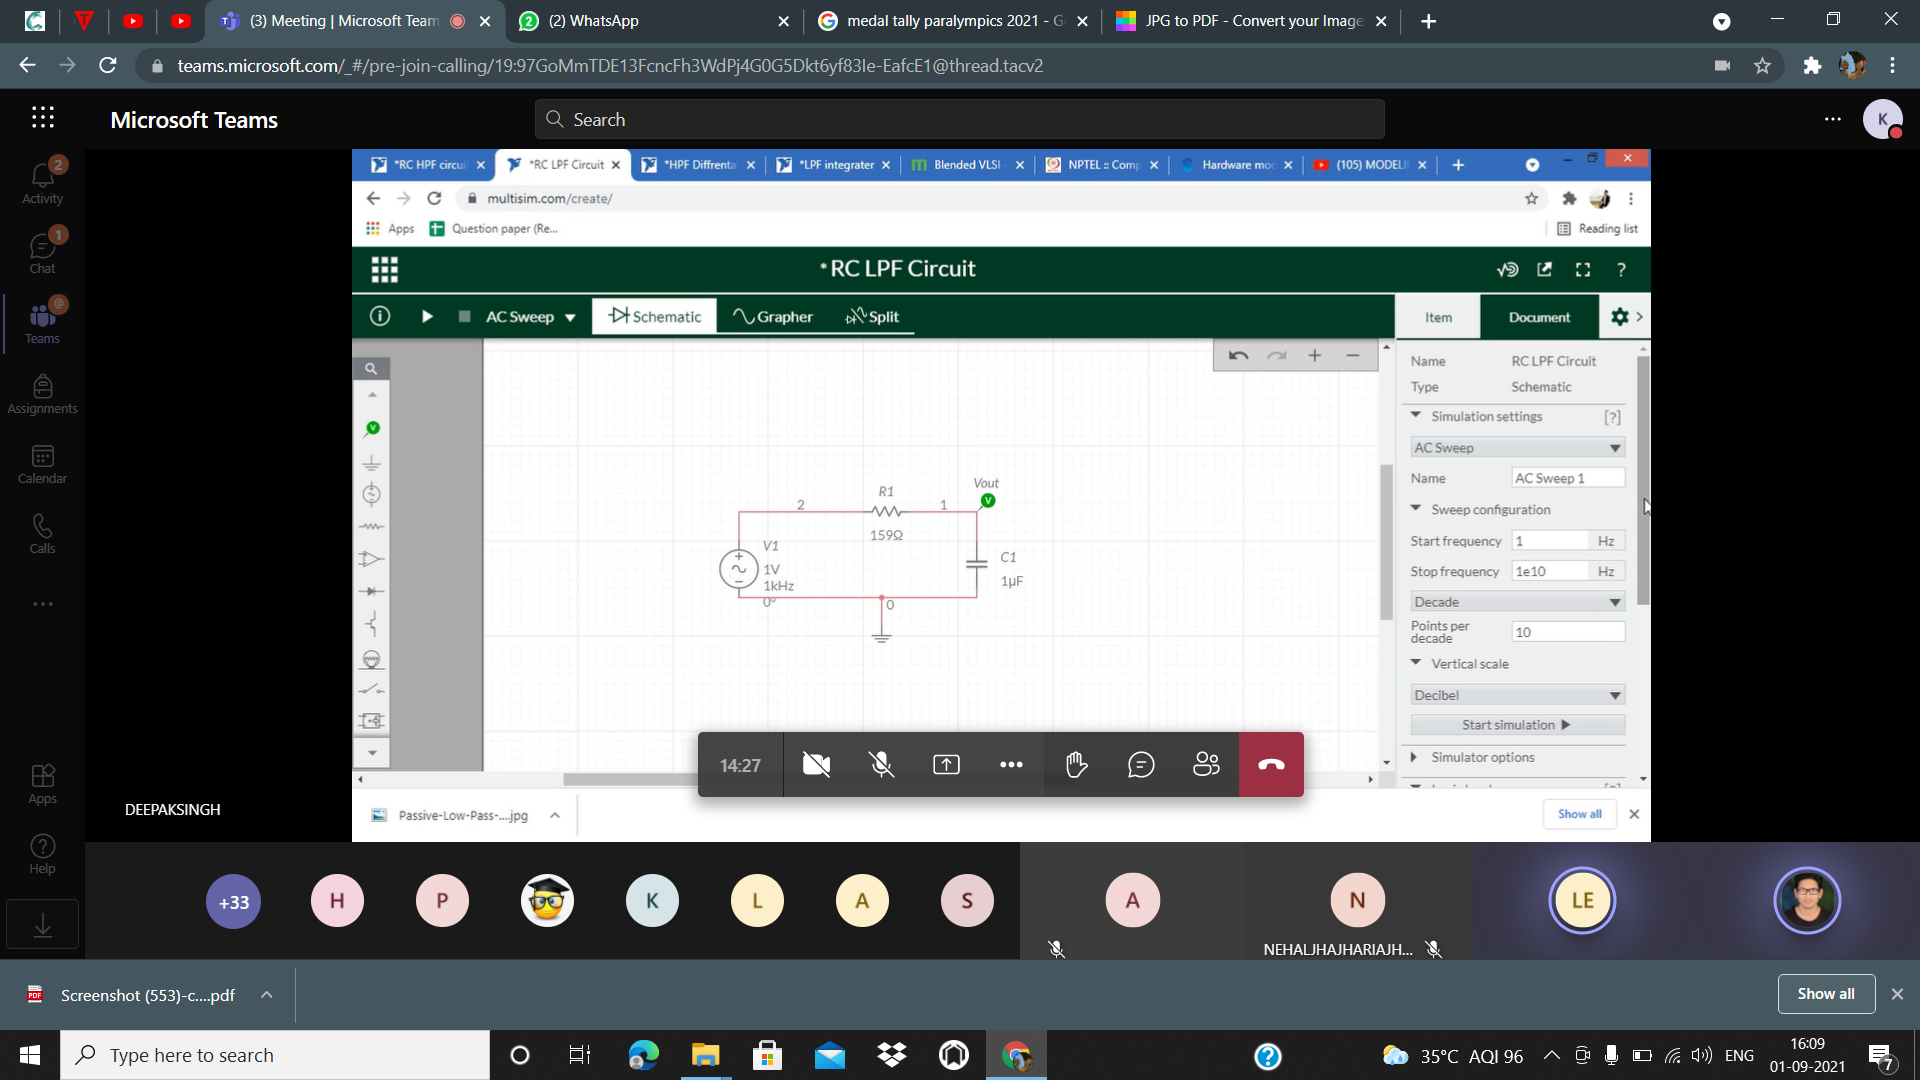 (3) Meeting | Microsoft Team
(2) WhatsApp
medal tally paralympics 2021 - G
JPG to PDF - Convert your Image
teams.microsoft.com/_#/pre-join-calling/19:97GoMmTDE13FcncFh3WdPj4G0G5Dkt6yf83Ie-EafcE1@thread.tacv2
Microsoft Teams
Search
K
2
Activity
1
Chat
@
Teams
Assignments
Calendar
Calls
Apps
Help
*RC HPF circui
*RC LPF Circuit
*HPF Diffrenta
*LPF integrater
Blended VLSI -
NPTEL :: Comp
Hardware mod
(105) MODELI
multisim.com/create/
Apps
Question paper (Re...
Reading list
*RC LPF Circuit
?
AC Sweep
Schematic
Grapher
Split
Item
Document
Name
RC LPF Circuit
Type
Schematic
Simulation settings
[?]
AC Sweep
Name
AC Sweep 1
Sweep configuration
Start frequency
1
Hz
Stop frequency
1e10
Hz
Decade
Points per decade
10
Vertical scale
Decibel
Start simulation
Simulator options
Vout
V
R1
2
1
159Ω
V1
1V
1kHz
0°
C1
1μF
0
14:27
DEEPAKSINGH
Passive-Low-Pass-....jpg
Show all
+33
H
P
K
L
A
S
A
N
NEHALJHAJHARIAJH...
LE
PDF
Screenshot (553)-c....pdf
Show all
Type here to search
35°C AQI 96
ENG
16:09
01-09-2021
7